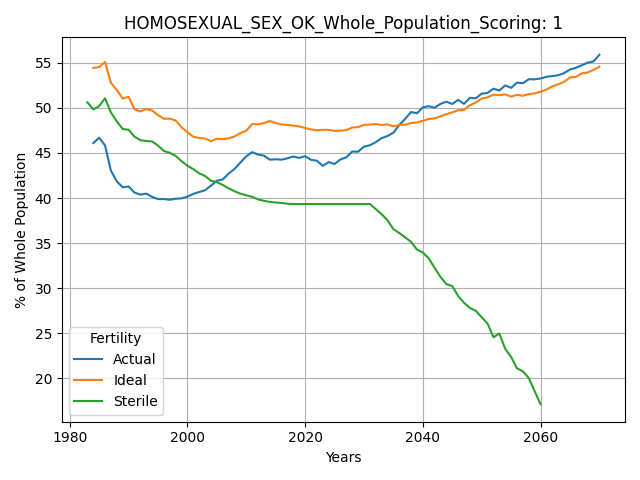 HOMOSEXUAL_SEX_OK_Whole_Population_Scoring: 1
% of Whole Population
55
50
45
40
35
30
25
20
Fertility
Actual
Ideal
Sterile
1980 2000 2020 2040 2060
Years